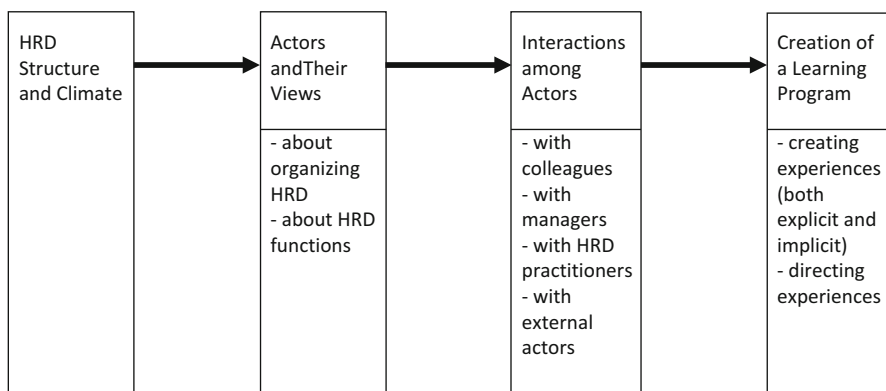 HRD
Structure
and Climate
Actors
andTheir
Views
- about
organizing
HRD
- about HRD
functions
Interactions
among
Actors
- with
colleagues
- with
managers
- with HRD
practitioners
- with
external
actors
Creation of
a Learning
Program
- creating
experiences
(both
explicit and
implicit)
- directing
experiences